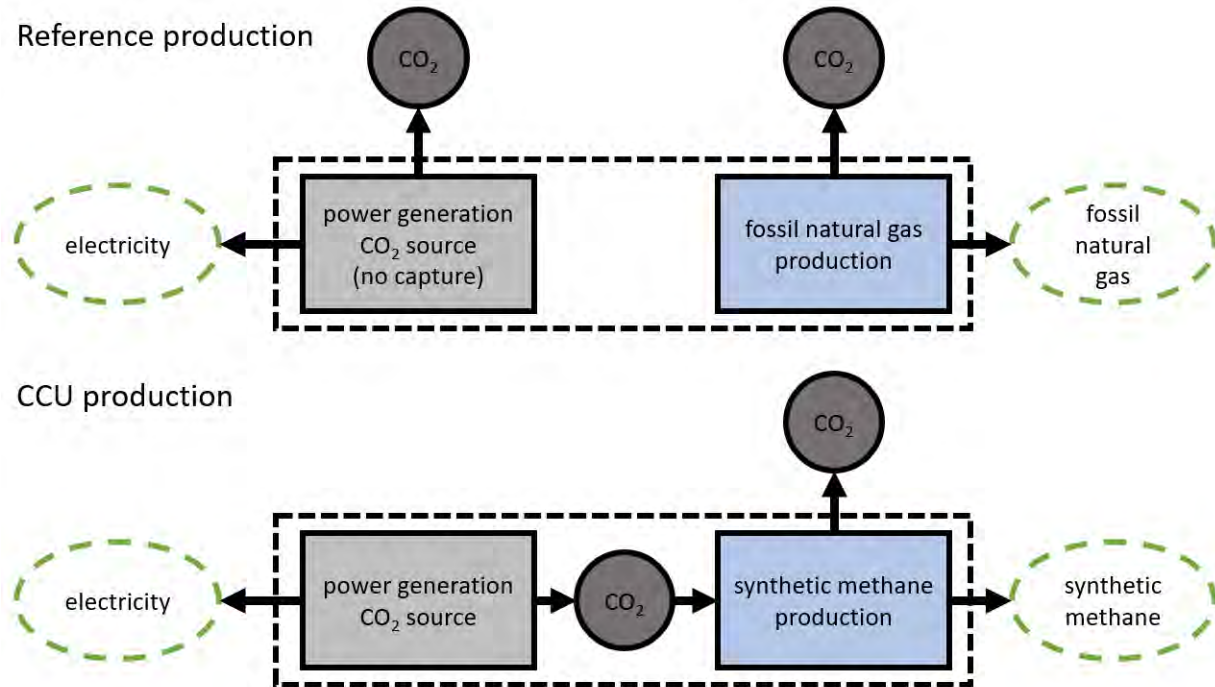 Reference production
CO₂
CO₂
electricity
power generation
CO₂ source
(no capture)
fossil natural gas
production
fossil
natural
gas
CCU production
CO₂
electricity
power generation
CO₂ source
CO₂
synthetic methane
production
synthetic
methane